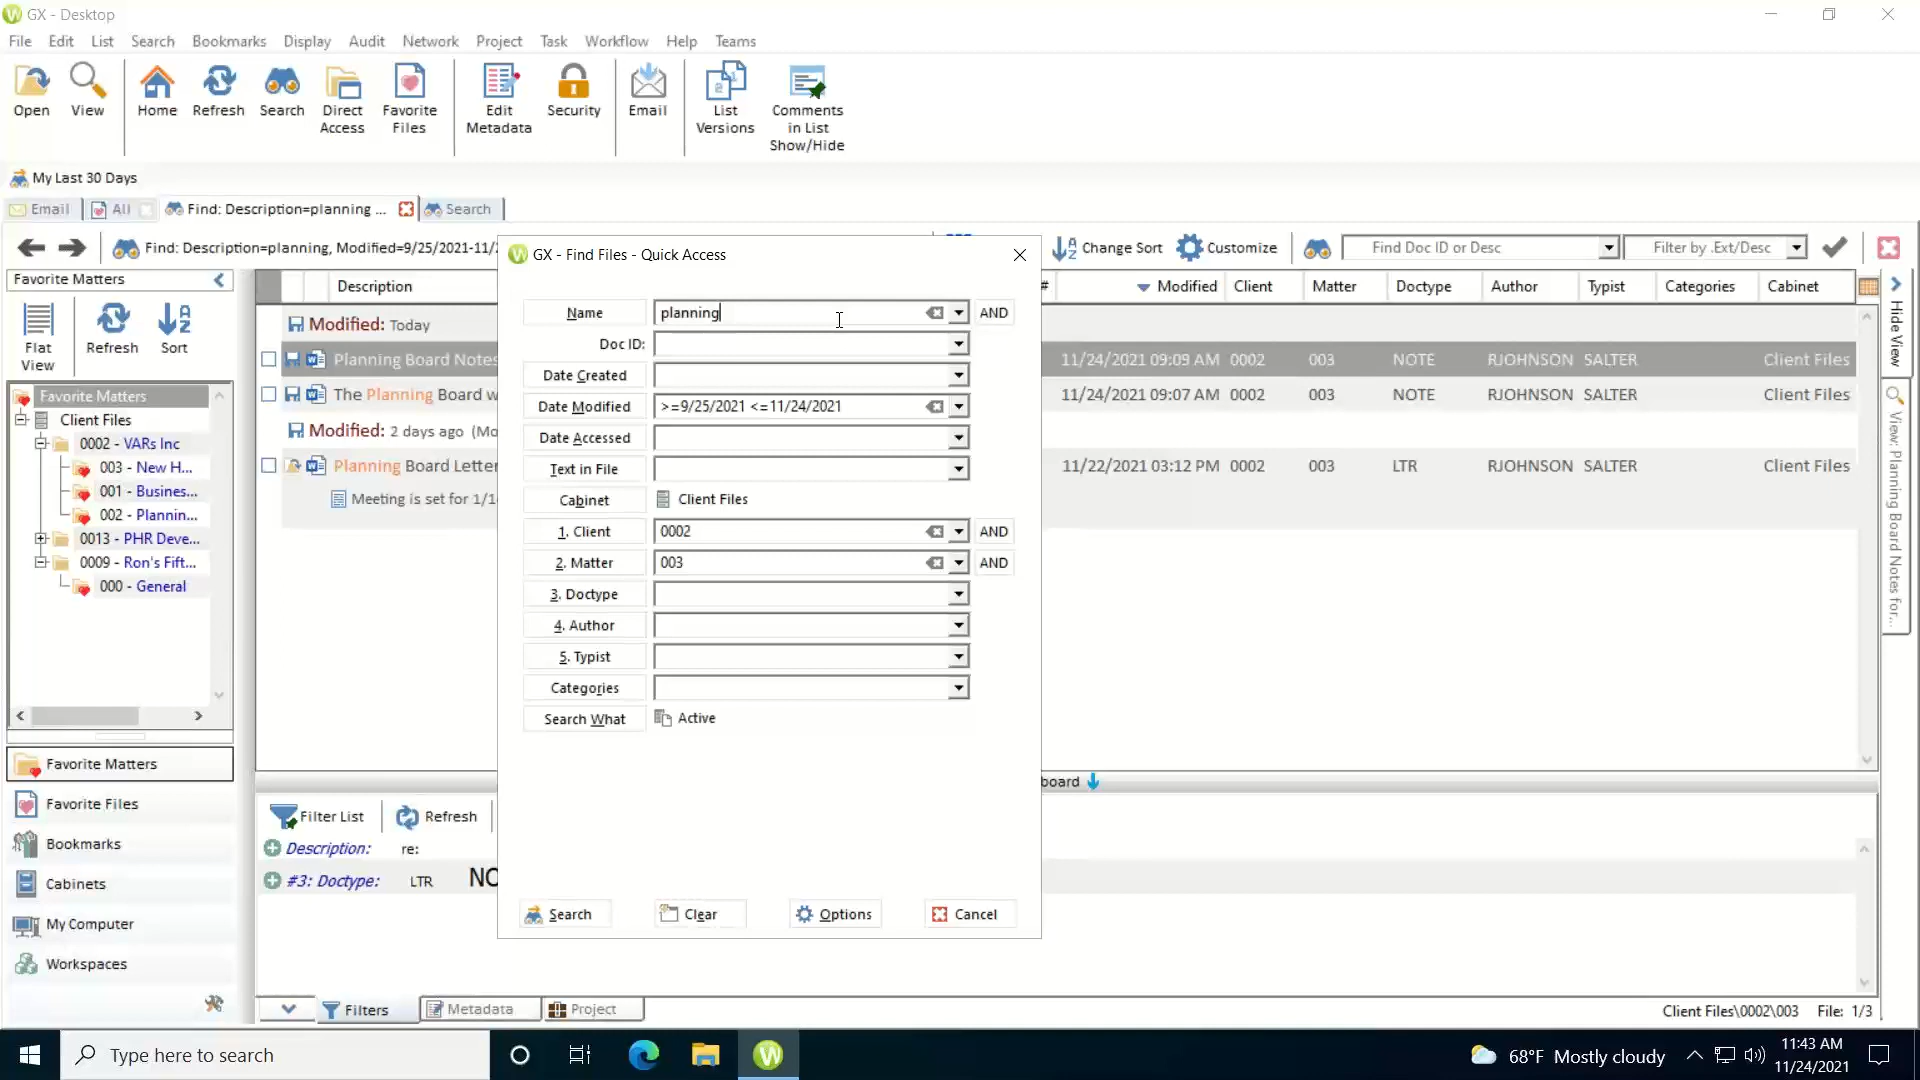 GX - Desktop
File Edit List Search Bookmarks Display Audit Network Project Task Workflow Help Teams
Open View Home Refresh Search Direct Access Favorite Files Edit Metadata Security Email List Versions Comments in List Show/Hide
My Last 30 Days
Email All Find: Description=planning ... Search
Find: Description=planning, Modified=9/25/2021-11/2
Change Sort Customize Find Doc ID or Desc Filter by .Ext/Desc
Favorite Matters
Flat View Refresh Sort
Favorite Matters
Client Files
0002 - VARs Inc
003 - New H...
001 - Busines...
002 - Plannin...
0013 - PHR Deve...
0009 - Ron's Fift...
000 - General
Favorite Matters
Favorite Files
Bookmarks
Cabinets
My Computer
Workspaces
Description # Modified Client Matter Doctype Author Typist Categories Cabinet
Modified: Today
Planning Board Notes 11/24/2021 09:09 AM 0002 003 NOTE RJOHNSON SALTER Client Files
The Planning Board w 11/24/2021 09:07 AM 0002 003 NOTE RJOHNSON SALTER Client Files
Modified: 2 days ago (Mo
Planning Board Letter 11/22/2021 03:12 PM 0002 003 LTR RJOHNSON SALTER Client Files
Meeting is set for 1/1
Hide View
View: Planning Board Notes for...
GX - Find Files - Quick Access
Name planning AND
Doc ID:
Date Created
Date Modified >=9/25/2021 <=11/24/2021
Date Accessed
Text in File
Cabinet Client Files
1. Client 0002 AND
2. Matter 003 AND
3. Doctype
4. Author
5. Typist
Categories
Search What Active
Search Clear Options Cancel
board
Filter List Refresh
Description: re:
#3: Doctype: LTR NO
Filters Metadata Project
Client Files\0002\003 File: 1/3
Type here to search
68°F Mostly cloudy
11:43 AM
11/24/2021